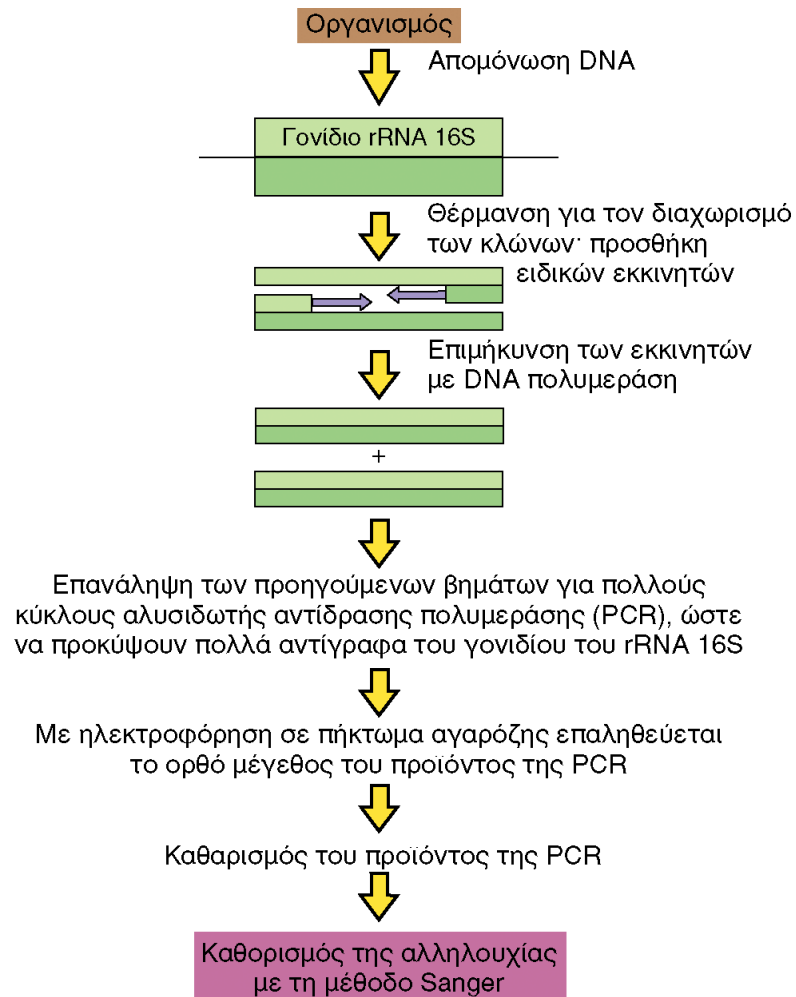 Οργανισμός
Απομόνωση DNA
Γονίδιο rRNA 16S
Θέρμανση για τον διαχωρισμό
των κλώνων· προσθήκη
ειδικών εκκινητών
Επιμήκυνση των εκκινητών
με DNA πολυμεράση
+
Επανάληψη των προηγούμενων βημάτων για πολλούς
κύκλους αλυσιδωτής αντίδρασης πολυμεράσης (PCR), ώστε
να προκύψουν πολλά αντίγραφα του γονιδίου του rRNA 16S
Με ηλεκτροφόρηση σε πήκτωμα αγαρόζης επαληθεύεται
το ορθό μέγεθος του προϊόντος της PCR
Καθαρισμός του προϊόντος της PCR
Καθορισμός της αλληλουχίας
με τη μέθοδο Sanger